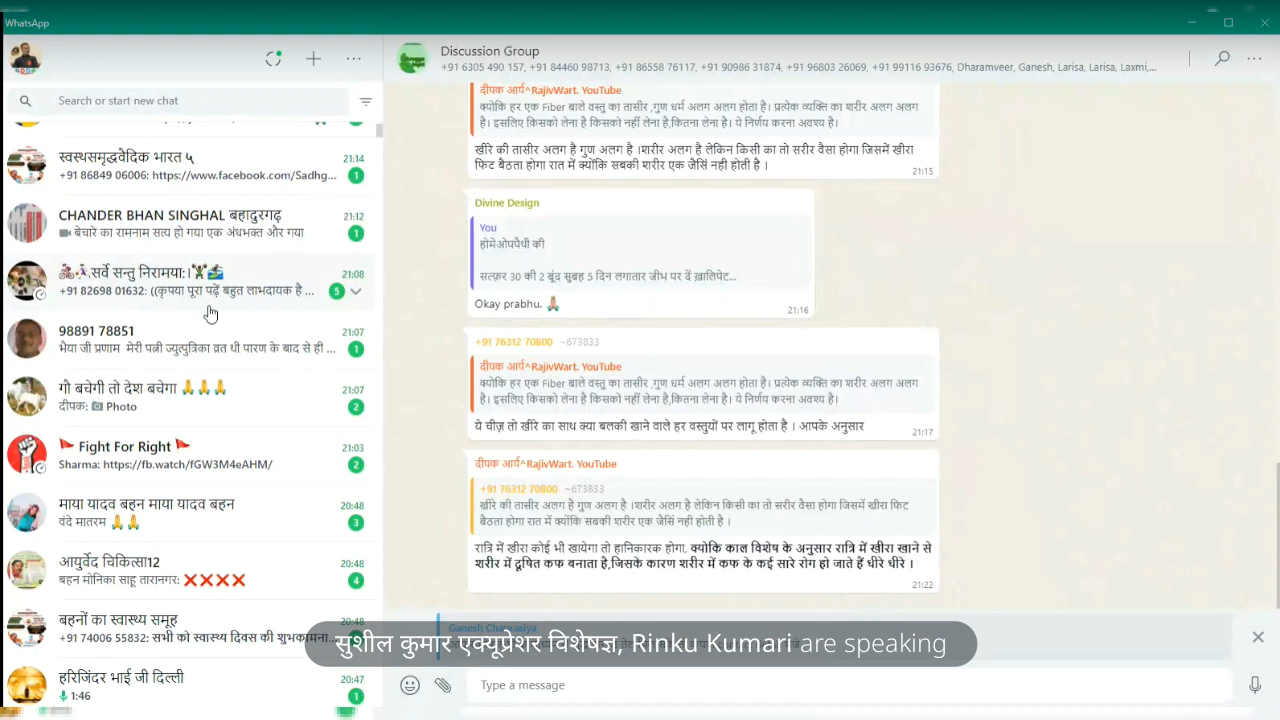 WhatsApp
Search or start new chat
स्वस्थसमृद्धवैदिक भारत ५
21:14
+91 86849 06006: https://www.facebook.com/Sadhg...
1
CHANDER BHAN SINGHAL बहादुरगढ़
21:12
बेचारे का रामनाम सत्य हो गया एक अंधभक्त और गया
1
सर्वे सन्तु निरामया:।
21:08
+91 82698 01632: ((कृपया पूरा पढ़ें बहुत लाभदायक है ...
5
98891 78851
21:07
भैया जी प्रणाम मेरी पत्नी ज्युत्पुत्रिका व्रत थी पारण के बाद से ही ...
1
गो बचेगी तो देश बचेगा 🙏🙏🙏
21:07
दीपक: Photo
2
🚩 Fight For Right 🚩
21:03
Sharma: https://fb.watch/fGW3M4eAHM/
2
माया यादव बहन माया यादव बहन
20:48
वंदे मातरम 🙏🙏
3
आयुर्वेद चिकित्सा12
20:48
बहन मोनिका साहू तारानगर: ❌❌❌❌
4
बहनों का स्वास्थ्य समूह
20:48
+91 74006 55832: सभी को स्वास्थ्य दिवस की शुभकामना...
हरिजिंदर भाई जी दिल्ली
20:47
1:46
1
Discussion Group
+91 6305 490 157, +91 84460 98713, +91 86558 76117, +91 90986 31874, +91 96803 26069, +91 99116 93676, Dharamveer, Ganesh, Larisa, Larisa, Laxmi,...
दीपक आर्य^RajivWart. YouTube
क्योकि हर एक Fiber बाले वस्तु का तासीर ,गुण धर्म अलग अलग होता है। प्रत्येक व्यक्ति का शरीर अलग अलग
है। इसलिए किसको लेना है किसको नहीं लेना है,कितना लेना है। ये निर्णय करना अवश्य है।
खीरे की तासीर अलग है गुण अलग है ।शरीर अलग है लेकिन किसी का तो सरीर वैसा होगा जिसमें खीरा
फिट बैठता होगा रात में क्योंकि सबकी शरीर एक जैसिं नही होती है ।
21:15
Divine Design
You
होमेओपपैथी की
सल्फ़र 30 की 2 बूंद सुबह 5 दिन लगातार जीभ पर दें ख़ालिपेट...
Okay prabhu. 🙏
21:16
+91 76312 70800 ~673833
दीपक आर्य^RajivWart. YouTube
क्योकि हर एक Fiber बाले वस्तु का तासीर ,गुण धर्म अलग अलग होता है। प्रत्येक व्यक्ति का शरीर अलग अलग
है। इसलिए किसको लेना है किसको नहीं लेना है,कितना लेना है। ये निर्णय करना अवश्य है।
ये चीज़ तो खीरे का साध क्या बलकी खाने वाले हर वस्तुयों पर लागू होता है । आपके अनुसार
21:17
दीपक आर्य^RajivWart. YouTube
+91 76312 70800 ~673833
खीरे की तासीर अलग है गुण अलग है ।शरीर अलग है लेकिन किसी का तो सरीर वैसा होगा जिसमें खीरा फिट
बैठता होगा रात में क्योंकि सबकी शरीर एक जैसिं नही होती है ।
रात्रि में खीरा कोई भी खायेगा तो हानिकारक होगा, क्योकि काल विशेष के अनुसार रात्रि में खीरा खाने से
शरीर में दूषित कफ बनाता है,जिसके कारण शरीर में कफ के कई सारे रोग हो जाते हैं धीरे धीरे ।
21:22
Ganesh Chaurasiya
सुशील कुमार एक्यूप्रेशर विशेषज्ञ, Rinku Kumari are speaking
Type a message